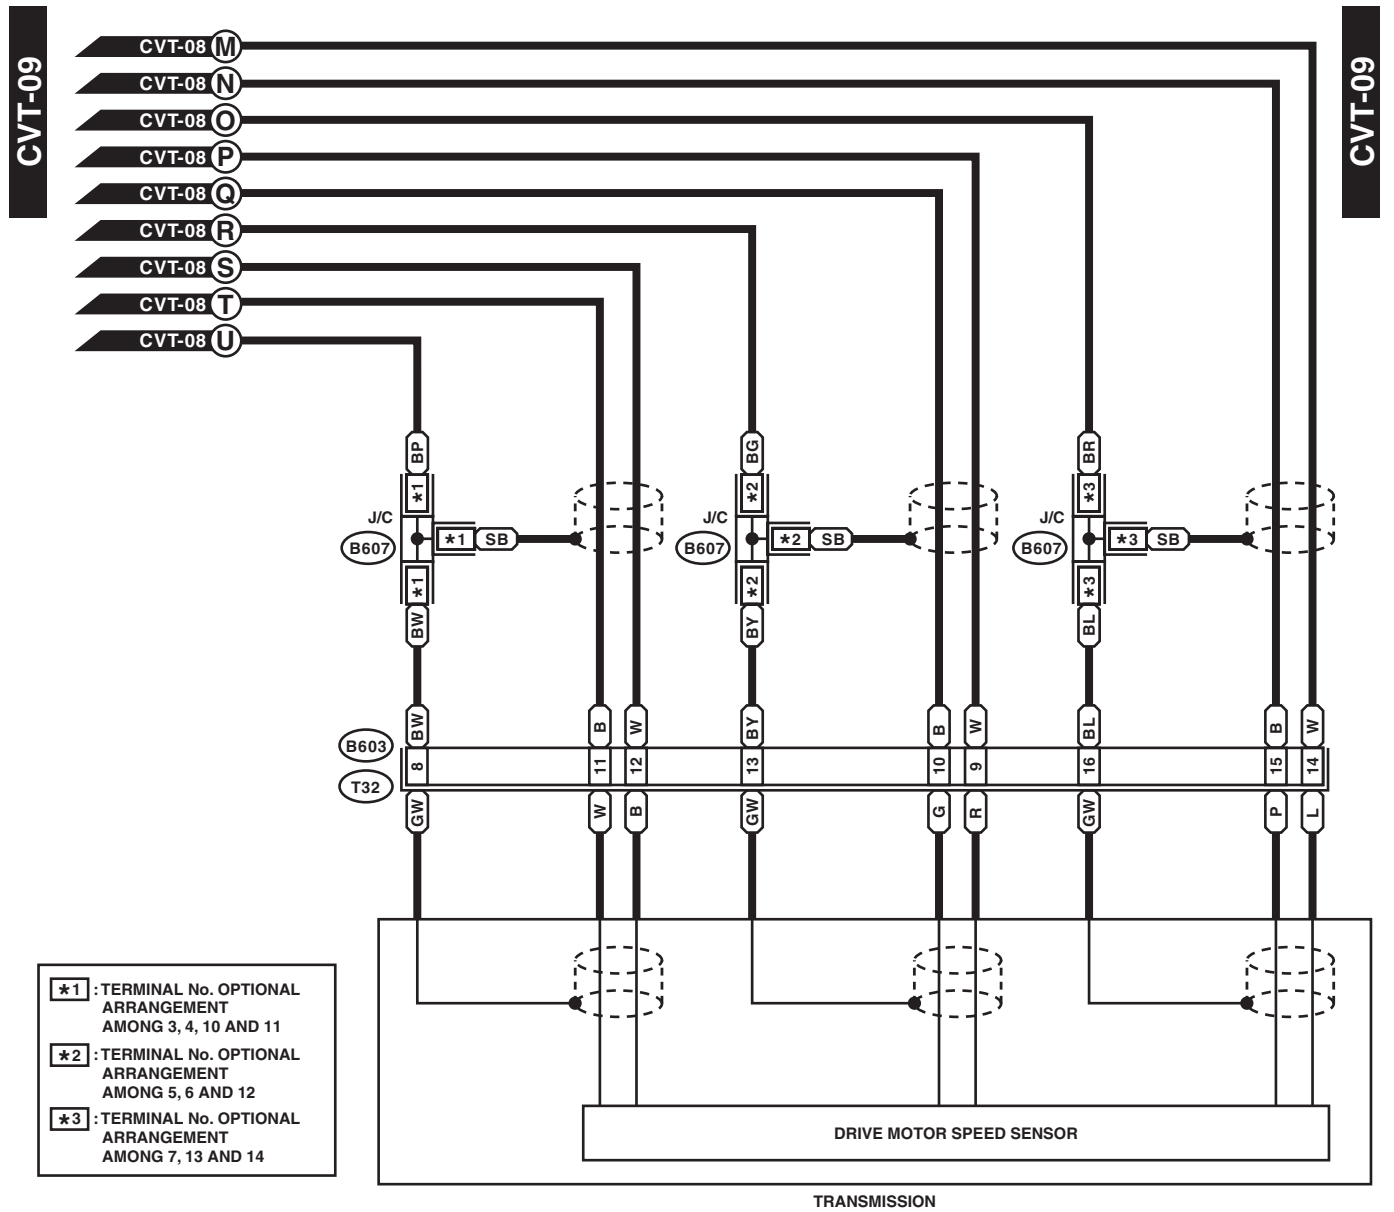 CVT-09
CVT-09
CVT-08 M
CVT-08 N
CVT-08 O
CVT-08 P
CVT-08 Q
CVT-08 R
CVT-08 S
CVT-08 T
CVT-08 U
BP BG BR
*1 *2 *3
J/C J/C J/C
B607 *1 SB B607 *2 SB B607 *3 SB
*1 *2 *3
BW BY BL
BW B W BY B W BL B W
B603
8 11 12 13 10 9 16 15 14
T32
GW W B GW G R GW P L
*1 : TERMINAL No. OPTIONAL
ARRANGEMENT
AMONG 3, 4, 10 AND 11
*2 : TERMINAL No. OPTIONAL
ARRANGEMENT
AMONG 5, 6 AND 12
*3 : TERMINAL No. OPTIONAL
ARRANGEMENT
AMONG 7, 13 AND 14
DRIVE MOTOR SPEED SENSOR
TRANSMISSION